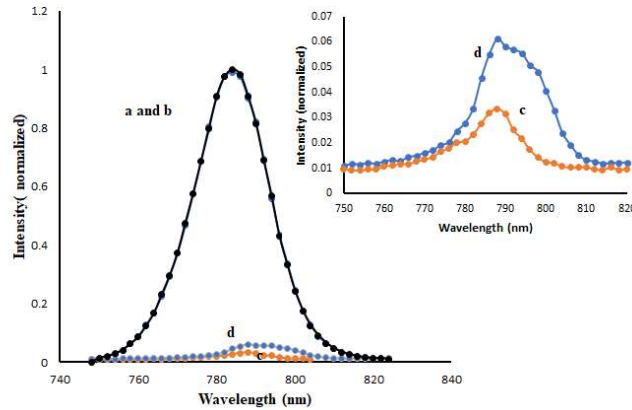 1.2
1
0.8
0.6
0.4
0.2
0
740 760 780 800 820 840
Wavelength (nm)
Intensity( normalized)
a and b
d
c
0.07
0.06
0.05
0.04
0.03
0.02
0.01
0
750 760 770 780 790 800 810 820
Wavelength (nm)
Intensity (normalized)
d
c